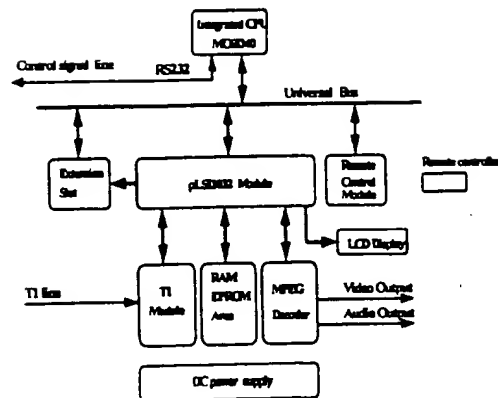 Integrated CPU
Control signal line
RS232
Universal Bus
Extension
Slot
Module
Remote
Control
Module
Remote controller
LCD Display
T1 line
T1
Module
RAM
EPROM
Area
MPEG
Decoder
Video Output
Audio Output
DC power supply